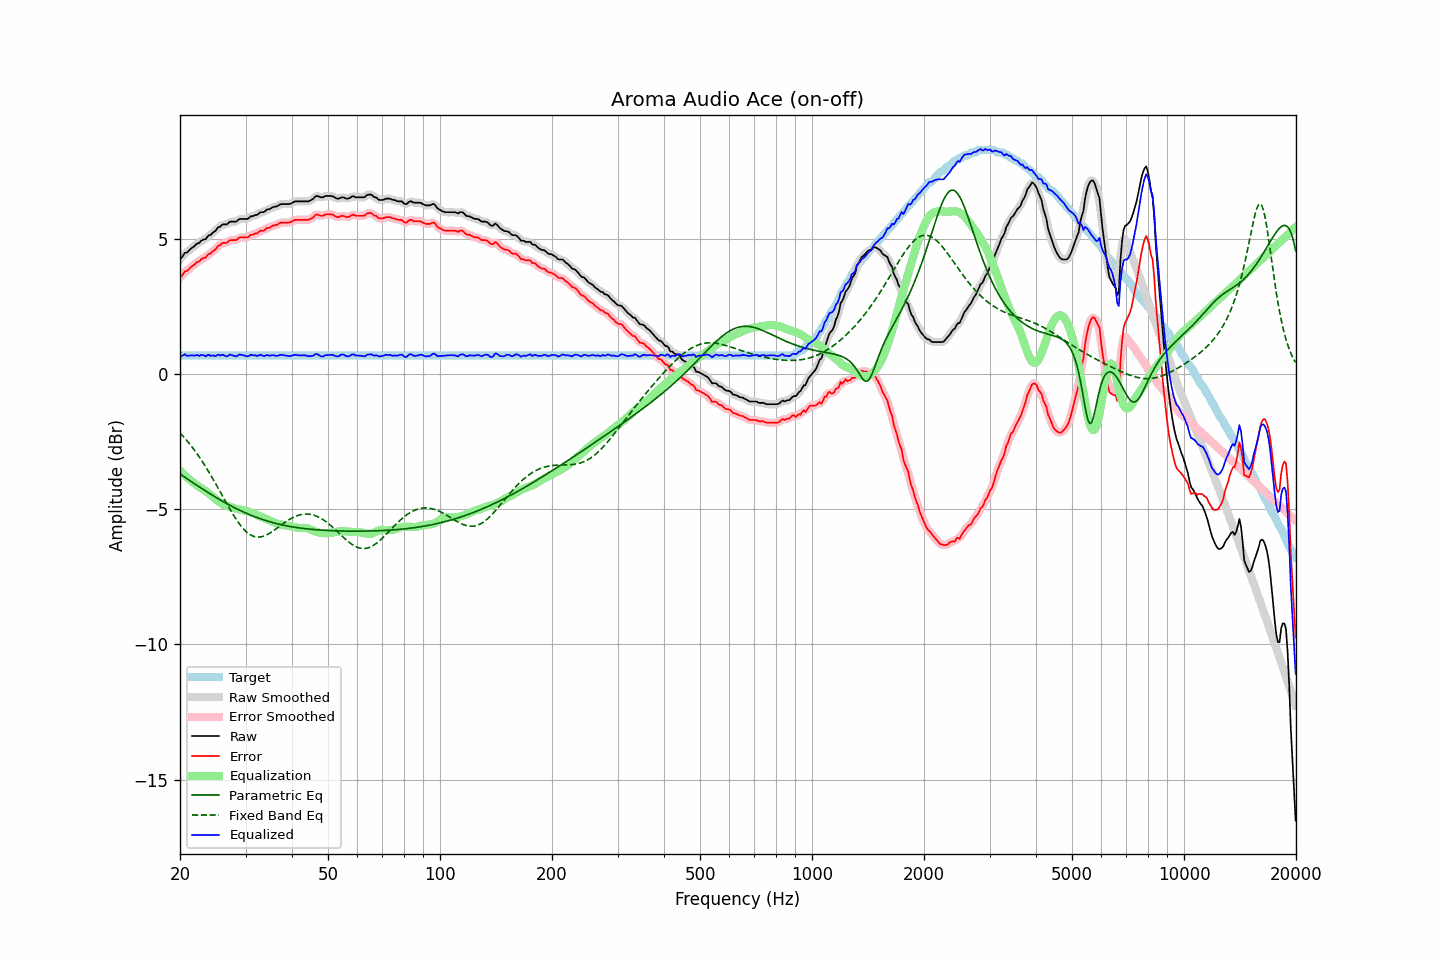 Aroma Audio Ace (on-off)
Amplitude (dBr)
5
0
−5
−10
−15
Target
Raw Smoothed
Error Smoothed
Raw
Error
Equalization
Parametric Eq
Fixed Band Eq
Equalized
20 50 100 200 500 1000 2000 5000 10000 20000
Frequency (Hz)